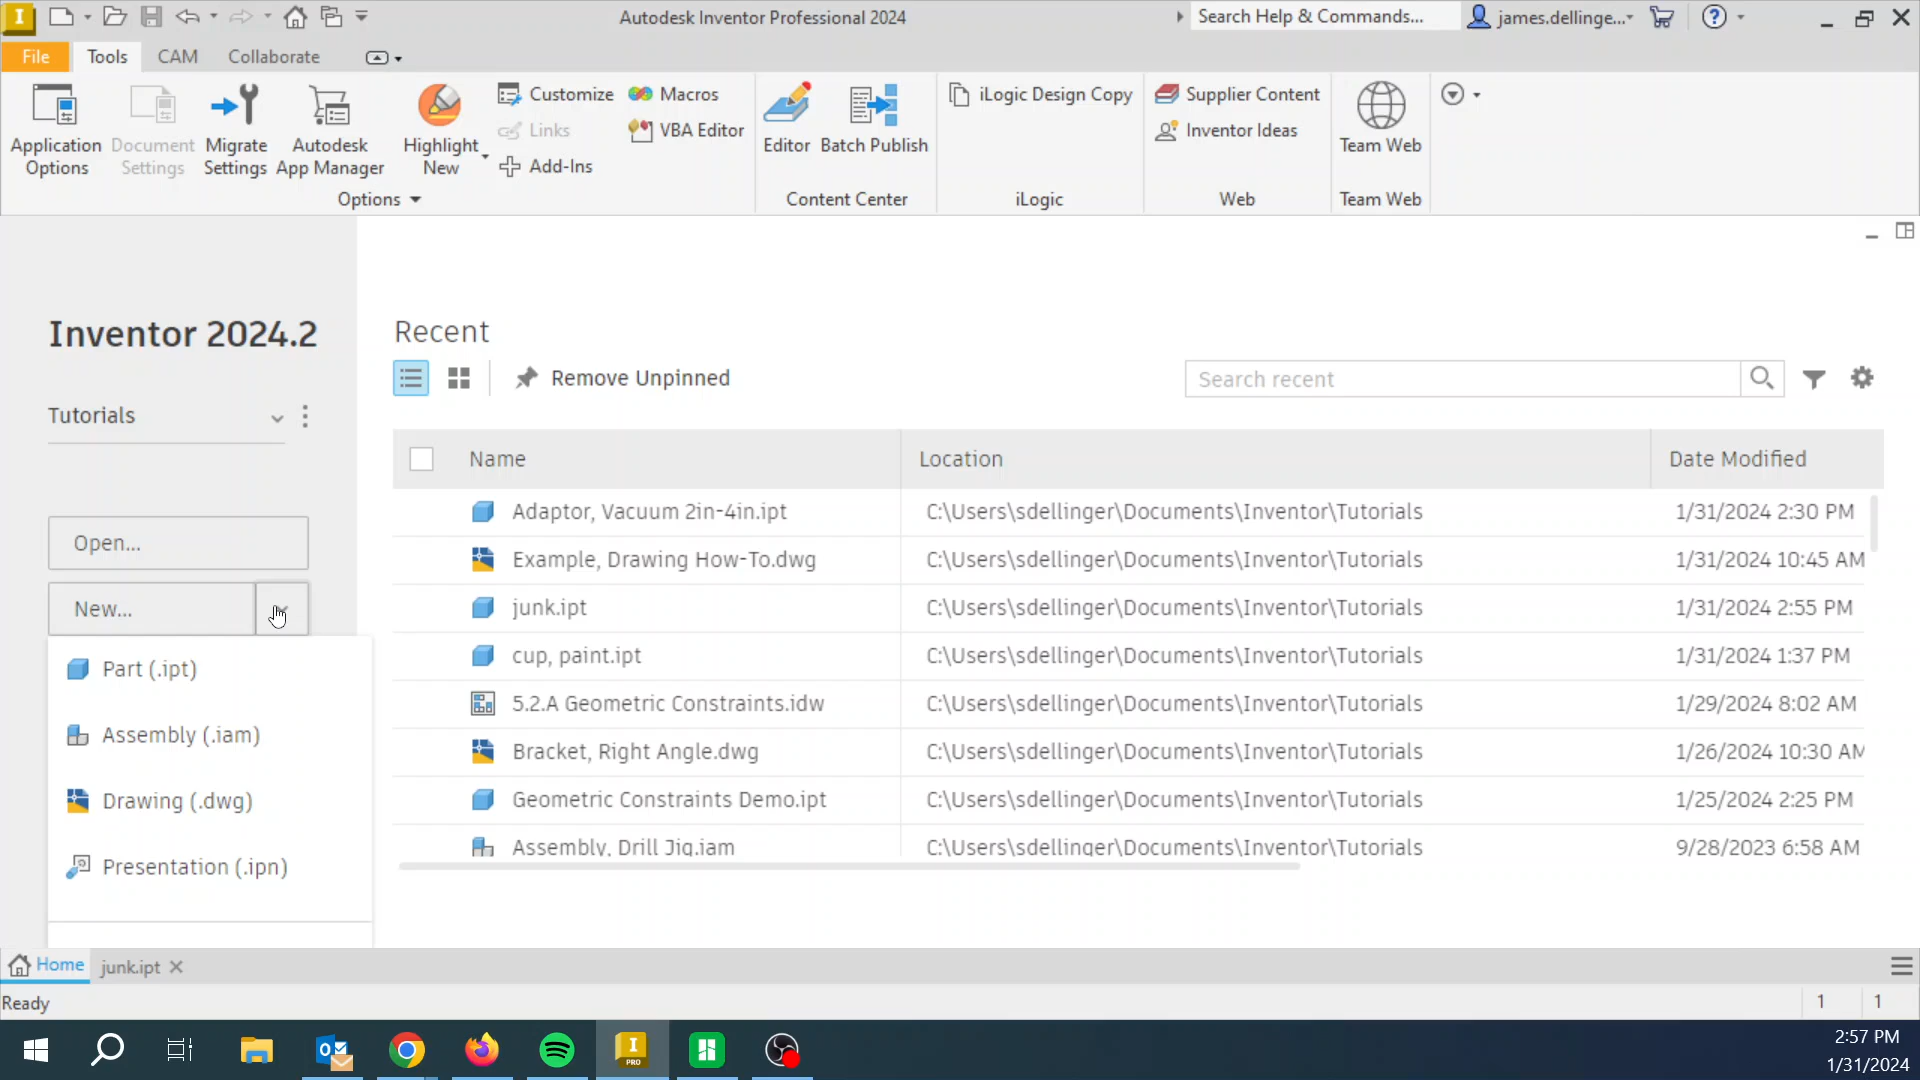 Autodesk Inventor Professional 2024
Search Help & Commands...
james.dellinge...
File
Tools
CAM
Collaborate
Application Options
Document Settings
Migrate Settings
Autodesk App Manager
Highlight New
Customize
Links
Add-Ins
Macros
VBA Editor
Editor
Batch Publish
iLogic Design Copy
Supplier Content
Inventor Ideas
Team Web
Options
Content Center
iLogic
Web
Team Web
Inventor 2024.2
Tutorials
Open...
New...
Part (.ipt)
Assembly (.iam)
Drawing (.dwg)
Presentation (.ipn)
Recent
Remove Unpinned
Search recent
Name Location Date Modified
Adaptor, Vacuum 2in-4in.ipt C:\Users\sdellinger\Documents\Inventor\Tutorials 1/31/2024 2:30 PM
Example, Drawing How-To.dwg C:\Users\sdellinger\Documents\Inventor\Tutorials 1/31/2024 10:45 AM
junk.ipt C:\Users\sdellinger\Documents\Inventor\Tutorials 1/31/2024 2:55 PM
cup, paint.ipt C:\Users\sdellinger\Documents\Inventor\Tutorials 1/31/2024 1:37 PM
5.2.A Geometric Constraints.idw C:\Users\sdellinger\Documents\Inventor\Tutorials 1/29/2024 8:02 AM
Bracket, Right Angle.dwg C:\Users\sdellinger\Documents\Inventor\Tutorials 1/26/2024 10:30 AM
Geometric Constraints Demo.ipt C:\Users\sdellinger\Documents\Inventor\Tutorials 1/25/2024 2:25 PM
Assembly, Drill Jig.iam C:\Users\sdellinger\Documents\Inventor\Tutorials 9/28/2023 6:58 AM
Home
junk.ipt
Ready
1 1
I
PRO
2:57 PM
1/31/2024